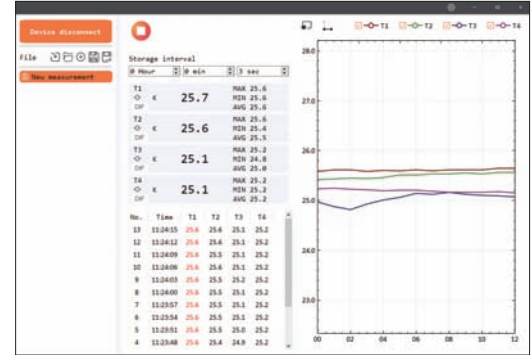 Device disconnect
File
New measurement
Storage interval
0 Hour 0 min 3 sec
T1 K 25.7 MAX 25.6
MIN 25.6
DIF AVG 25.6
T2 K 25.6 MAX 25.6
MIN 25.4
DIF AVG 25.5
T3 K 25.1 MAX 25.2
MIN 24.8
DIF AVG 25.0
T4 K 25.1 MAX 25.2
MIN 25.2
DIF AVG 25.2
No. Time T1 T2 T3 T4
13 11:24:15 25.6 25.6 25.1 25.2
12 11:24:12 25.6 25.6 25.1 25.2
11 11:24:09 25.6 25.5 25.1 25.2
10 11:24:06 25.6 25.6 25.1 25.2
9 11:24:03 25.6 25.5 25.2 25.2
8 11:24:00 25.6 25.5 25.1 25.2
7 11:23:57 25.6 25.5 25.1 25.2
6 11:23:54 25.6 25.5 25.1 25.2
5 11:23:51 25.6 25.5 25.0 25.2
4 11:23:48 25.6 25.4 24.9 25.2
T1 T2 T3 T4
28.0
27.0
26.0
25.0
24.0
23.0
00 02 04 06 08 10 12